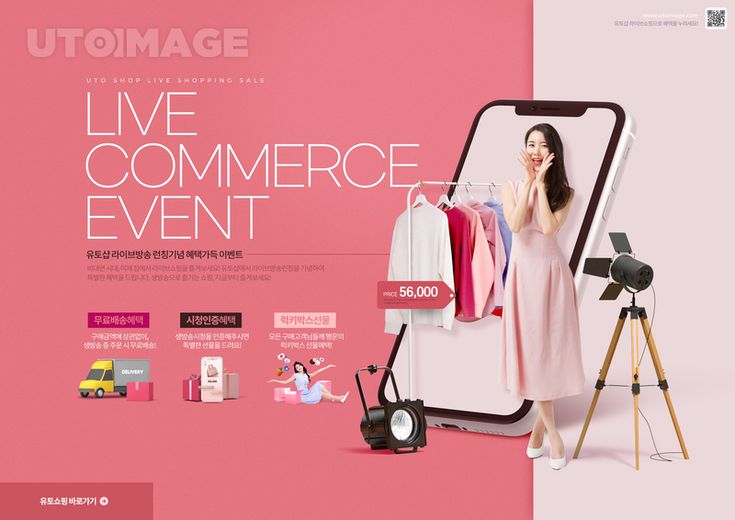 UTOIMAGE
www.utoimage.com
유토샵 라이브쇼핑으로 혜택을 누리세요!
UTO SHOP LIVE SHOPPING SALE
LIVE
COMMERCE
EVENT
유토샵 라이브방송 런칭기념 혜택가득 이벤트
비대면 시대, 이제 집에서 라이브쇼핑을 즐겨보세요! 유토샵에서 라이브방송런칭을 기념하여
특별한 혜택을 드립니다. 생방송으로 즐기는 쇼핑, 지금부터 즐겨보세요!
PRICE 56,000
무료배송혜택
구매금액에 상관없이,
생방송 중 주문 시 무료배송!
DELIVERY
시청인증혜택
생방송시청을 인증해주시면
특별한 선물을 드려요!
럭키박스선물
모든 구매고객님들께 행운의
럭키박스 선물혜택!
유토쇼핑 바로가기